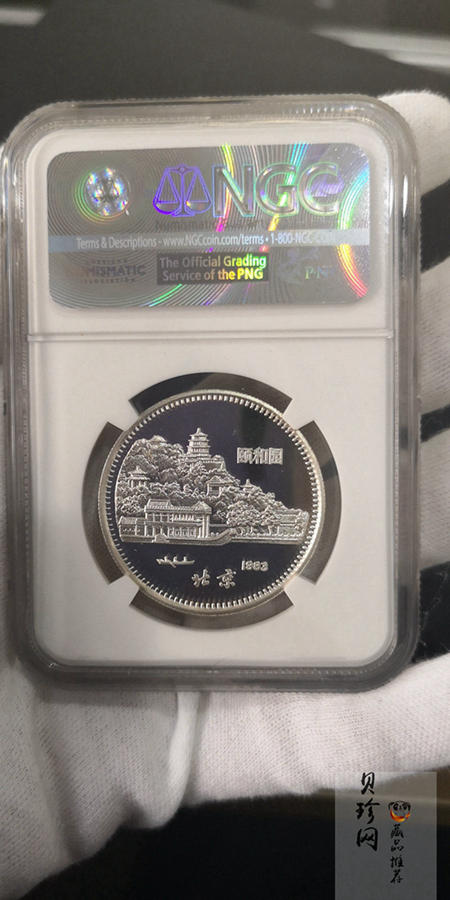 NGC
Terms & Descriptions - www.NGCcoin.com/terms • 1-800-NGC-COIN
The Official Grading
Service of the PNG
颐和园
1983
北京
贝珍网
藏品推荐